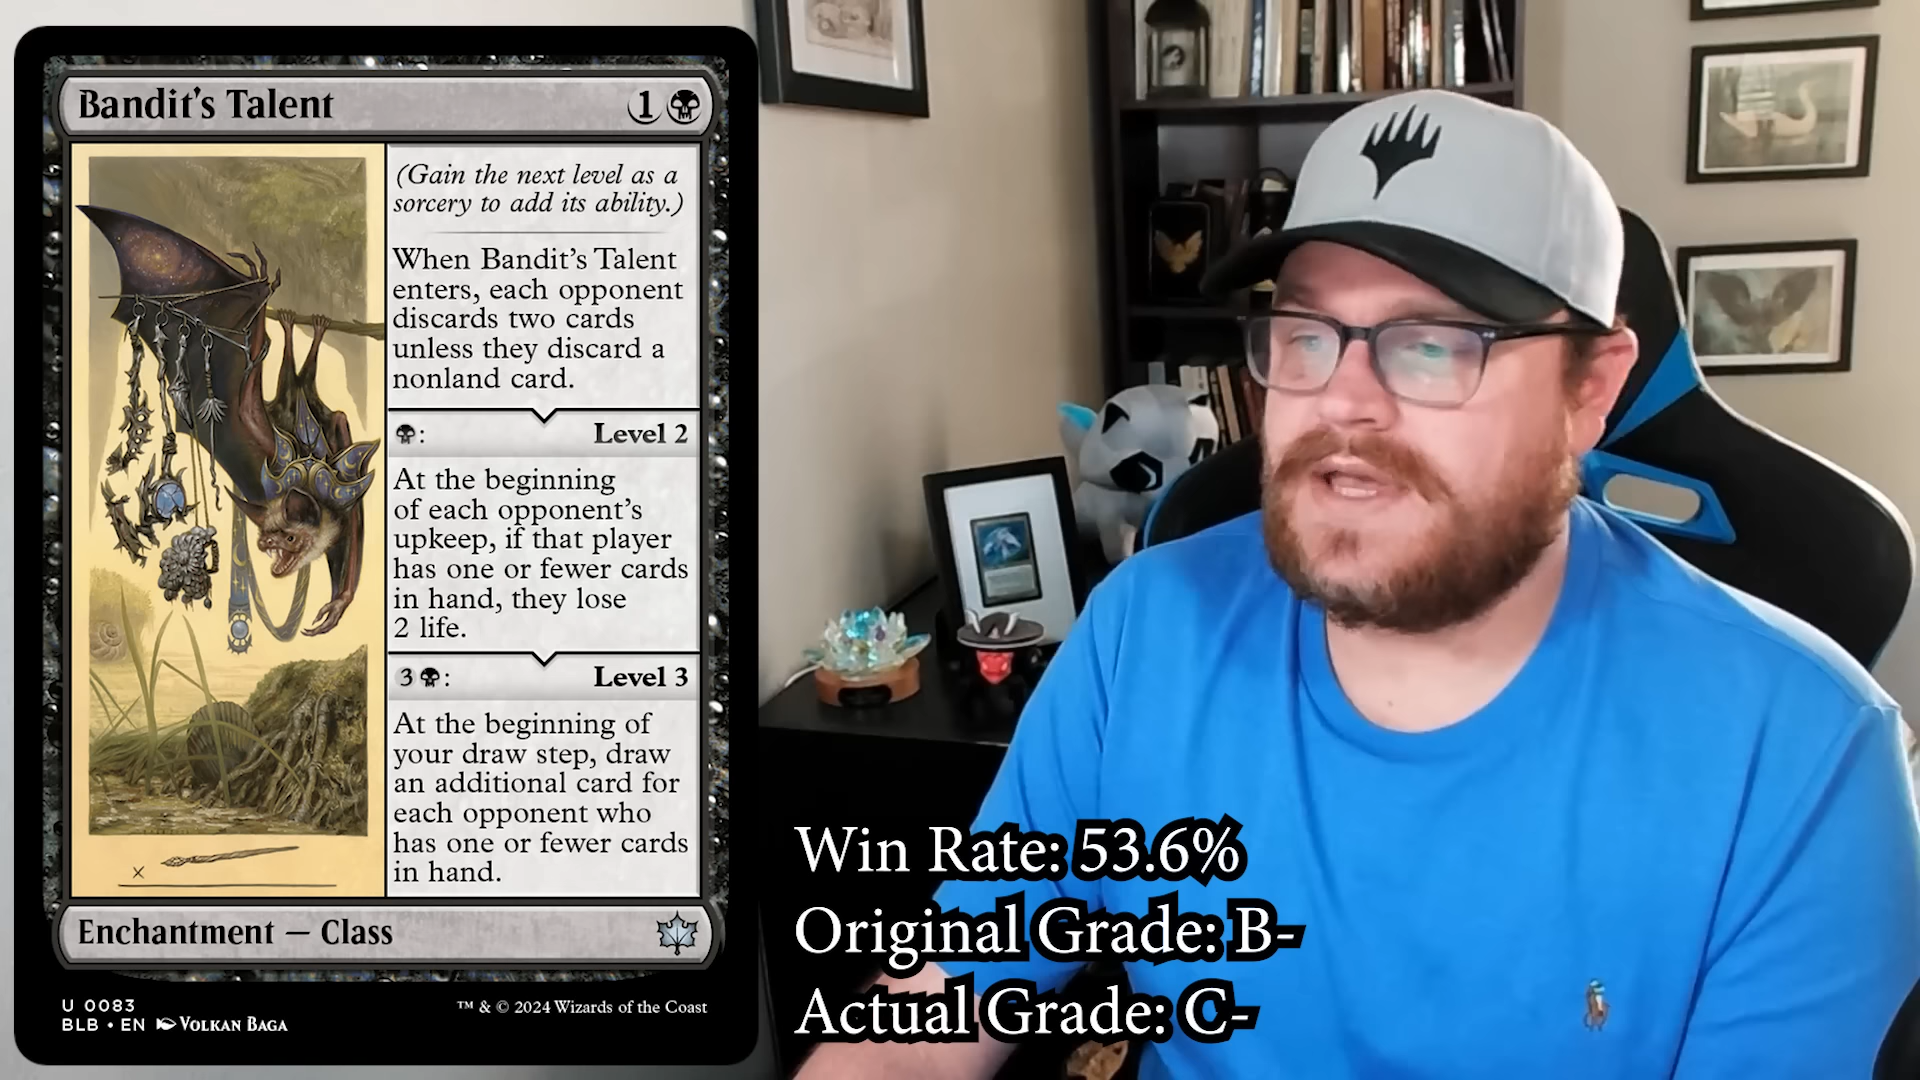 Bandit's Talent 1
(Gain the next level as a
sorcery to add its ability.)
When Bandit's Talent
enters, each opponent
discards two cards
unless they discard a
nonland card.
: Level 2
At the beginning
of each opponent's
upkeep, if that player
has one or fewer cards
in hand, they lose
2 life.
3 : Level 3
At the beginning of
your draw step, draw
an additional card for
each opponent who
has one or fewer cards
in hand.
Enchantment — Class
U 0083
BLB • EN VOLKAN BAGA
™ & © 2024 Wizards of the Coast
Win Rate: 53.6%
Original Grade: B-
Actual Grade: C-